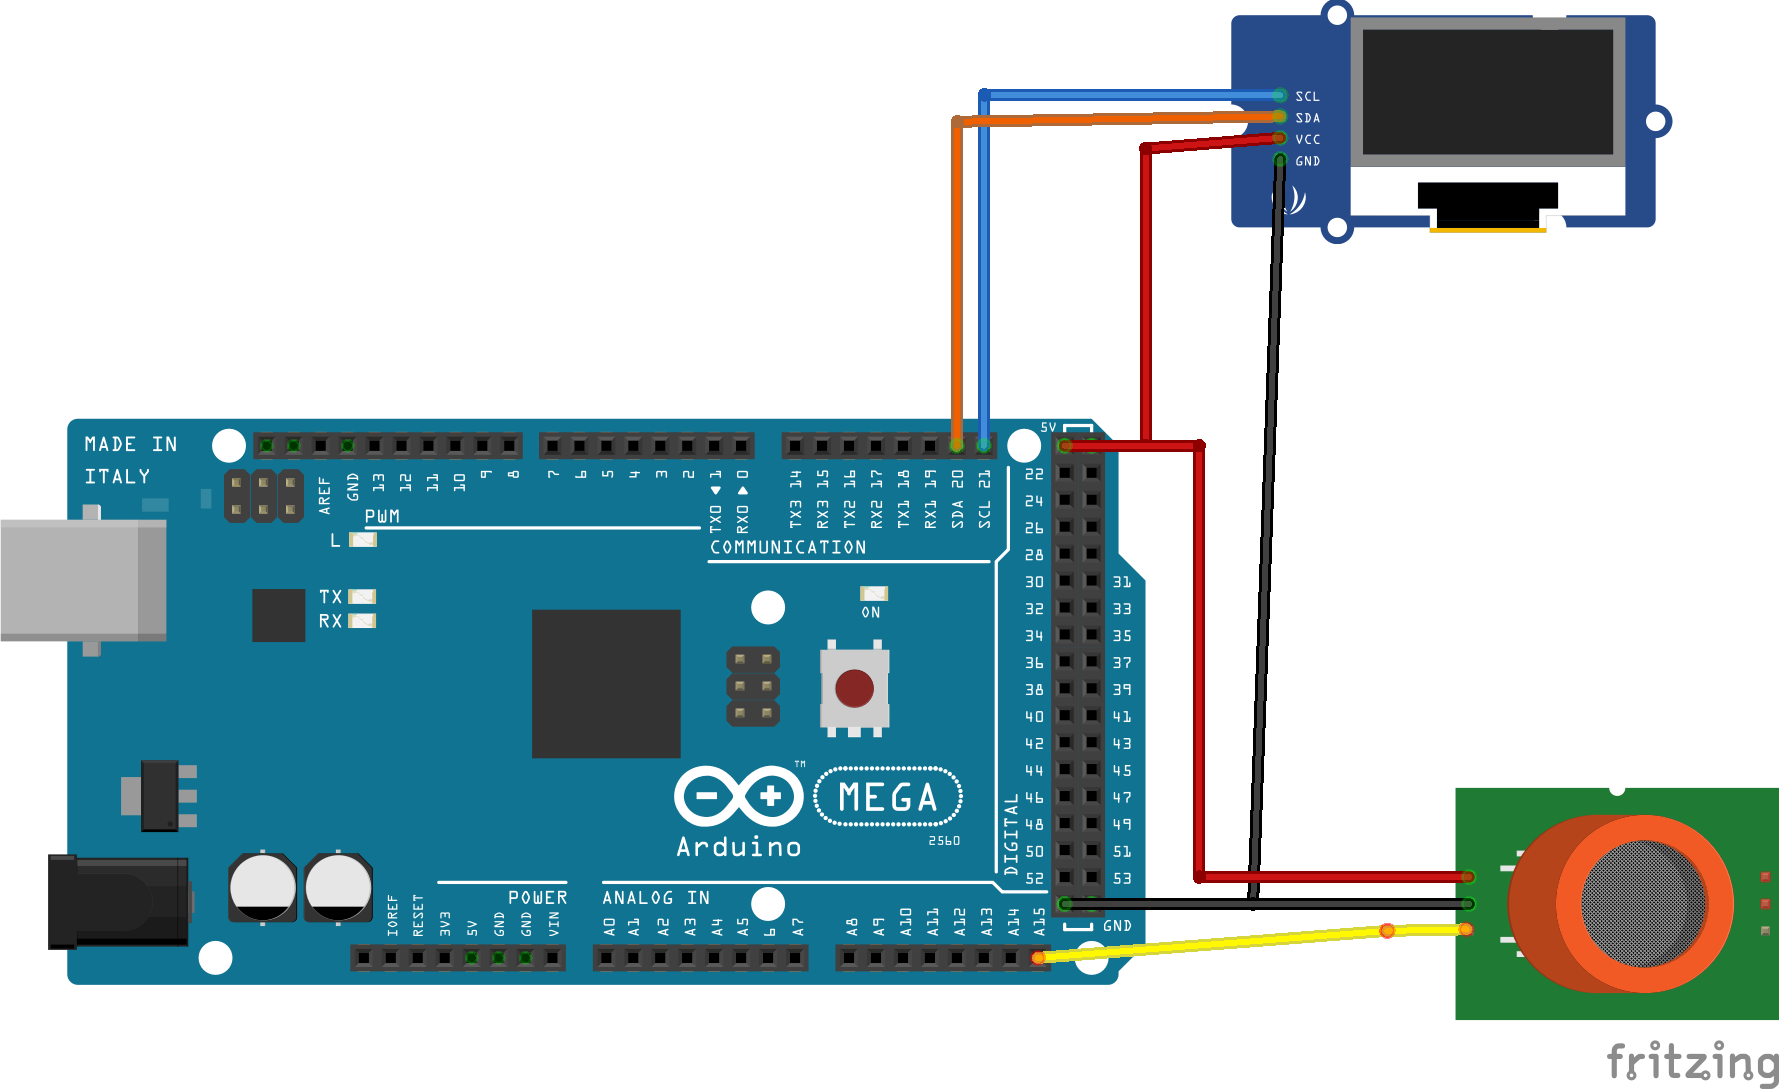 SCL
SDA
VCC
GND
MADE IN
ITALY
AREF
GND
13
12
11
10
9
8
7
6
5
4
3
2
TX0 1
RX0 0
TX3 14
RX3 15
TX2 16
RX2 17
TX1 18
RX1 19
SDA 20
SCL 21
5V
PWM
L
COMMUNICATION
TX
RX
ON
22
24
26
28
30 31
32 33
34 35
36 37
38 39
40 41
42 43
44 45
46 47
48 49
50 51
52 53
DIGITAL
TM
MEGA
2560
Arduino
POWER
ANALOG IN
IOREF
RESET
3V3
5V
GND
GND
VIN
A0
A1
A2
A3
A4
A5
6
A7
A8
A9
A10
A11
A12
A13
A14
A15
GND
fritzing